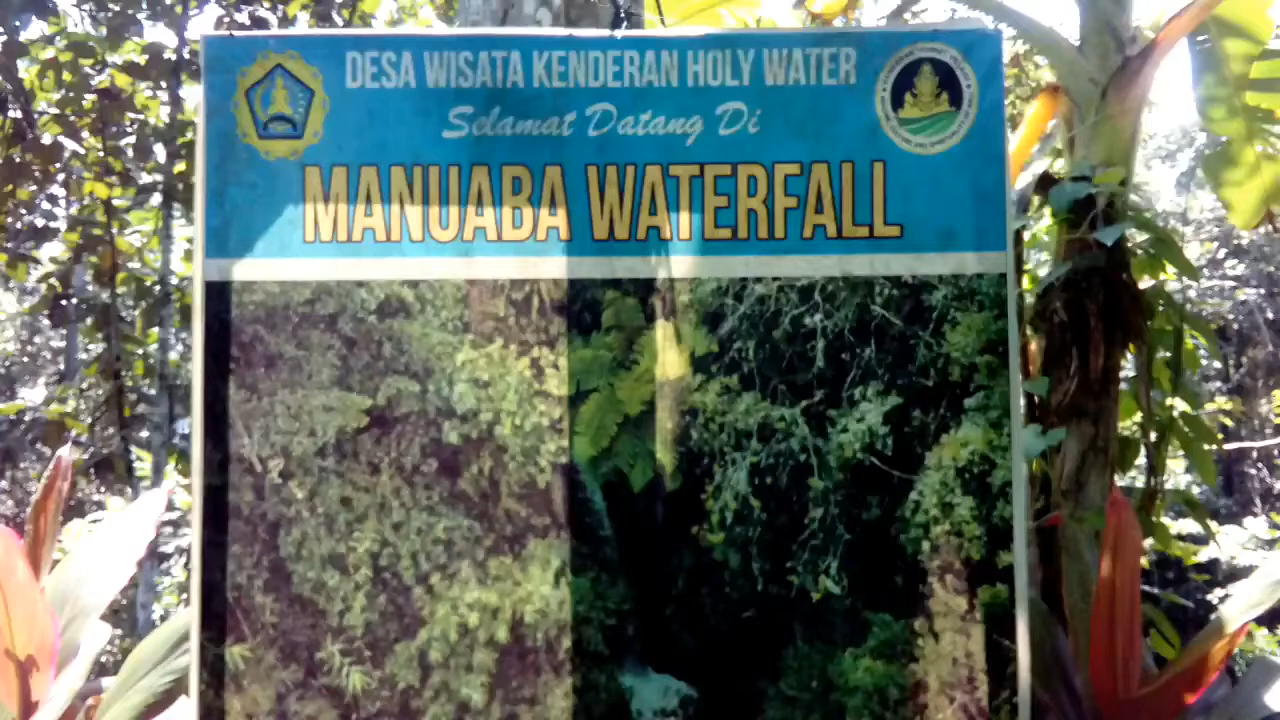 DESA WISATA KENDERAN HOLY WATER
Selamat Datang Di
MANUABA WATERFALL